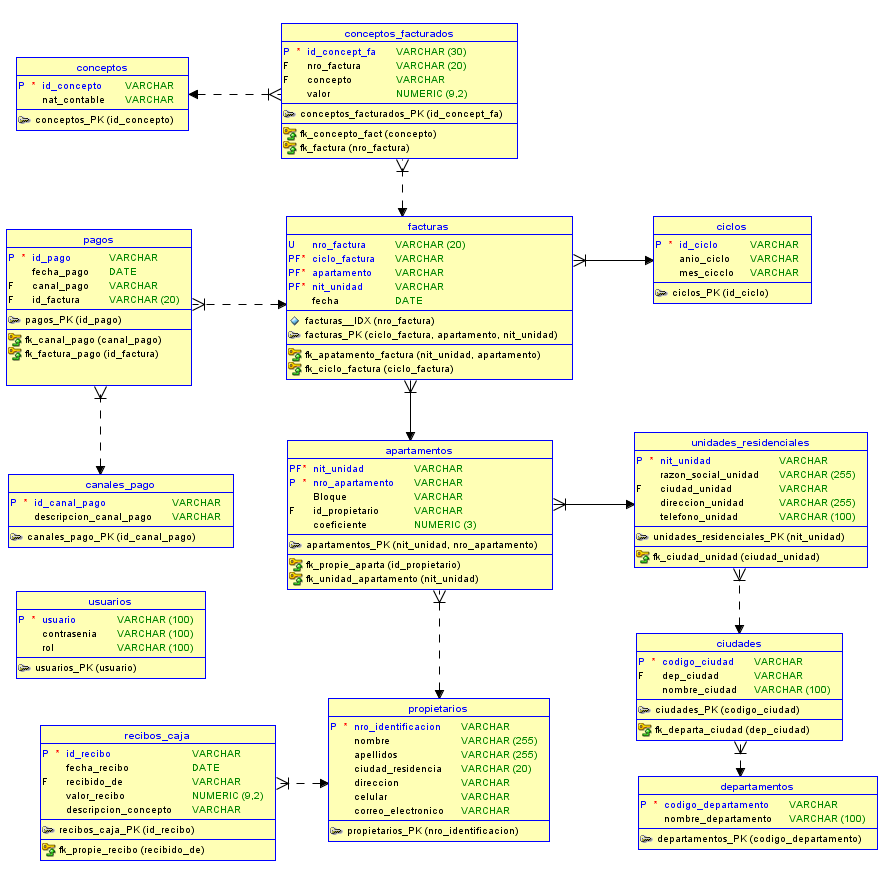 conceptos_facturados
P * id_concept_fa VARCHAR (30)
F nro_factura VARCHAR (20)
F concepto VARCHAR
valor NUMERIC (9,2)
conceptos_facturados_PK (id_concept_fa)
fk_concepto_fact (concepto)
fk_factura (nro_factura)
conceptos
P * id_concepto VARCHAR
nat_contable VARCHAR
conceptos_PK (id_concepto)
facturas
U nro_factura VARCHAR (20)
PF* ciclo_factura VARCHAR
PF* apartamento VARCHAR
PF* nit_unidad VARCHAR
fecha DATE
facturas__IDX (nro_factura)
facturas_PK (ciclo_factura, apartamento, nit_unidad)
fk_apatamento_factura (nit_unidad, apartamento)
fk_ciclo_factura (ciclo_factura)
ciclos
P * id_ciclo VARCHAR
anio_ciclo VARCHAR
mes_cicclo VARCHAR
ciclos_PK (id_ciclo)
pagos
P * id_pago VARCHAR
fecha_pago DATE
F canal_pago VARCHAR
F id_factura VARCHAR (20)
pagos_PK (id_pago)
fk_canal_pago (canal_pago)
fk_factura_pago (id_factura)
canales_pago
P * id_canal_pago VARCHAR
descripcion_canal_pago VARCHAR
canales_pago_PK (id_canal_pago)
apartamentos
PF* nit_unidad VARCHAR
P * nro_apartamento VARCHAR
Bloque VARCHAR
F id_propietario VARCHAR
coeficiente NUMERIC (3)
apartamentos_PK (nit_unidad, nro_apartamento)
fk_propie_aparta (id_propietario)
fk_unidad_apartamento (nit_unidad)
unidades_residenciales
P * nit_unidad VARCHAR
razon_social_unidad VARCHAR (255)
F ciudad_unidad VARCHAR
direccion_unidad VARCHAR (255)
telefono_unidad VARCHAR (100)
unidades_residenciales_PK (nit_unidad)
fk_ciudad_unidad (ciudad_unidad)
usuarios
P * usuario VARCHAR (100)
contrasenia VARCHAR (100)
rol VARCHAR (100)
usuarios_PK (usuario)
ciudades
P * codigo_ciudad VARCHAR
F dep_ciudad VARCHAR
nombre_ciudad VARCHAR (100)
ciudades_PK (codigo_ciudad)
fk_departa_ciudad (dep_ciudad)
propietarios
P * nro_identificacion VARCHAR
nombre VARCHAR (255)
apellidos VARCHAR (255)
ciudad_residencia VARCHAR (20)
direccion VARCHAR
celular VARCHAR
correo_electronico VARCHAR
propietarios_PK (nro_identificacion)
recibos_caja
P * id_recibo VARCHAR
fecha_recibo DATE
F recibido_de VARCHAR
valor_recibo NUMERIC (9,2)
descripcion_concepto VARCHAR
recibos_caja_PK (id_recibo)
fk_propie_recibo (recibido_de)
departamentos
P * codigo_departamento VARCHAR
nombre_departamento VARCHAR (100)
departamentos_PK (codigo_departamento)